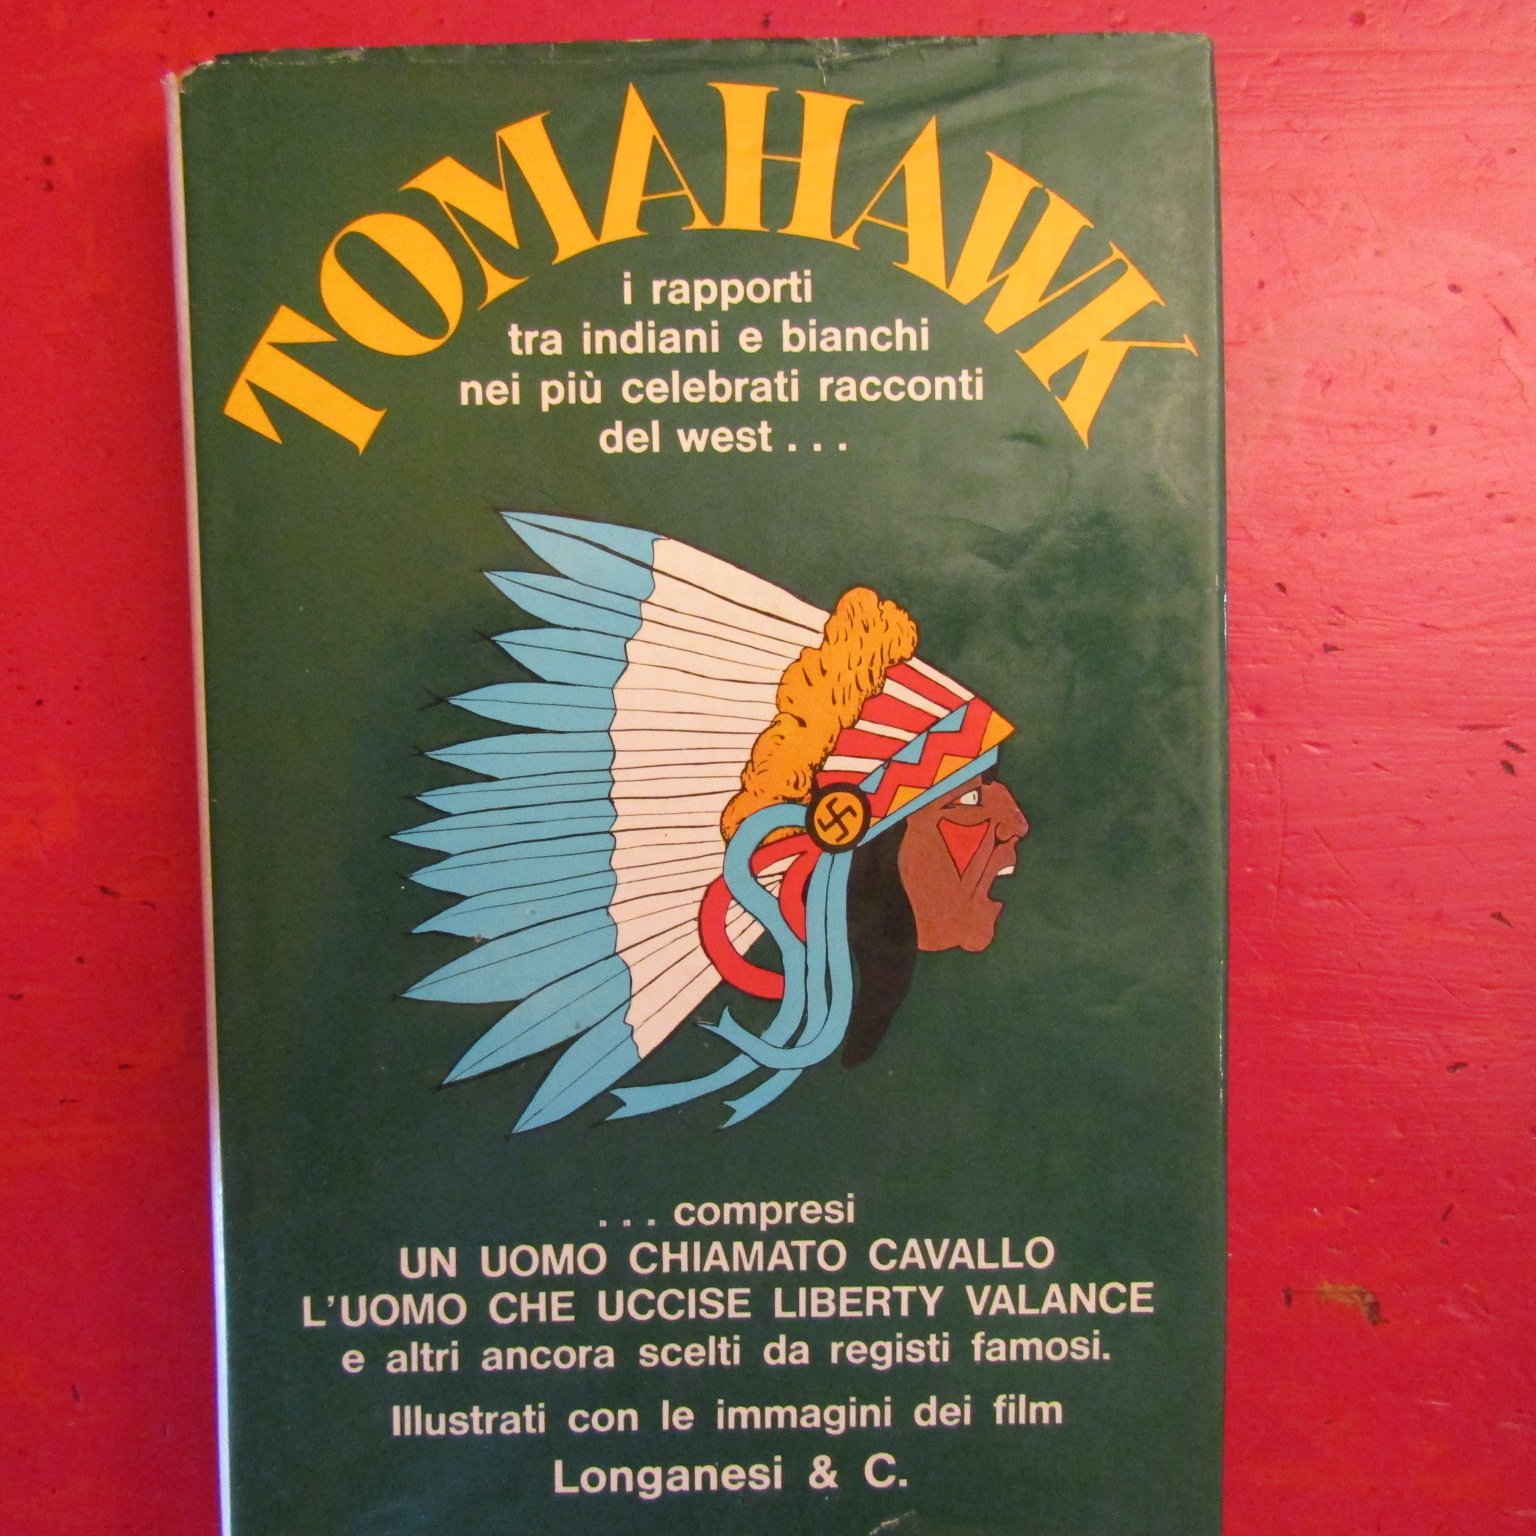 TOMAHAWK
i rapporti
tra indiani e bianchi
nei più celebrati racconti
del west . . .
. . . compresi
UN UOMO CHIAMATO CAVALLO
L'UOMO CHE UCCISE LIBERTY VALANCE
e altri ancora scelti da registi famosi.
Illustrati con le immagini dei film
Longanesi & C.